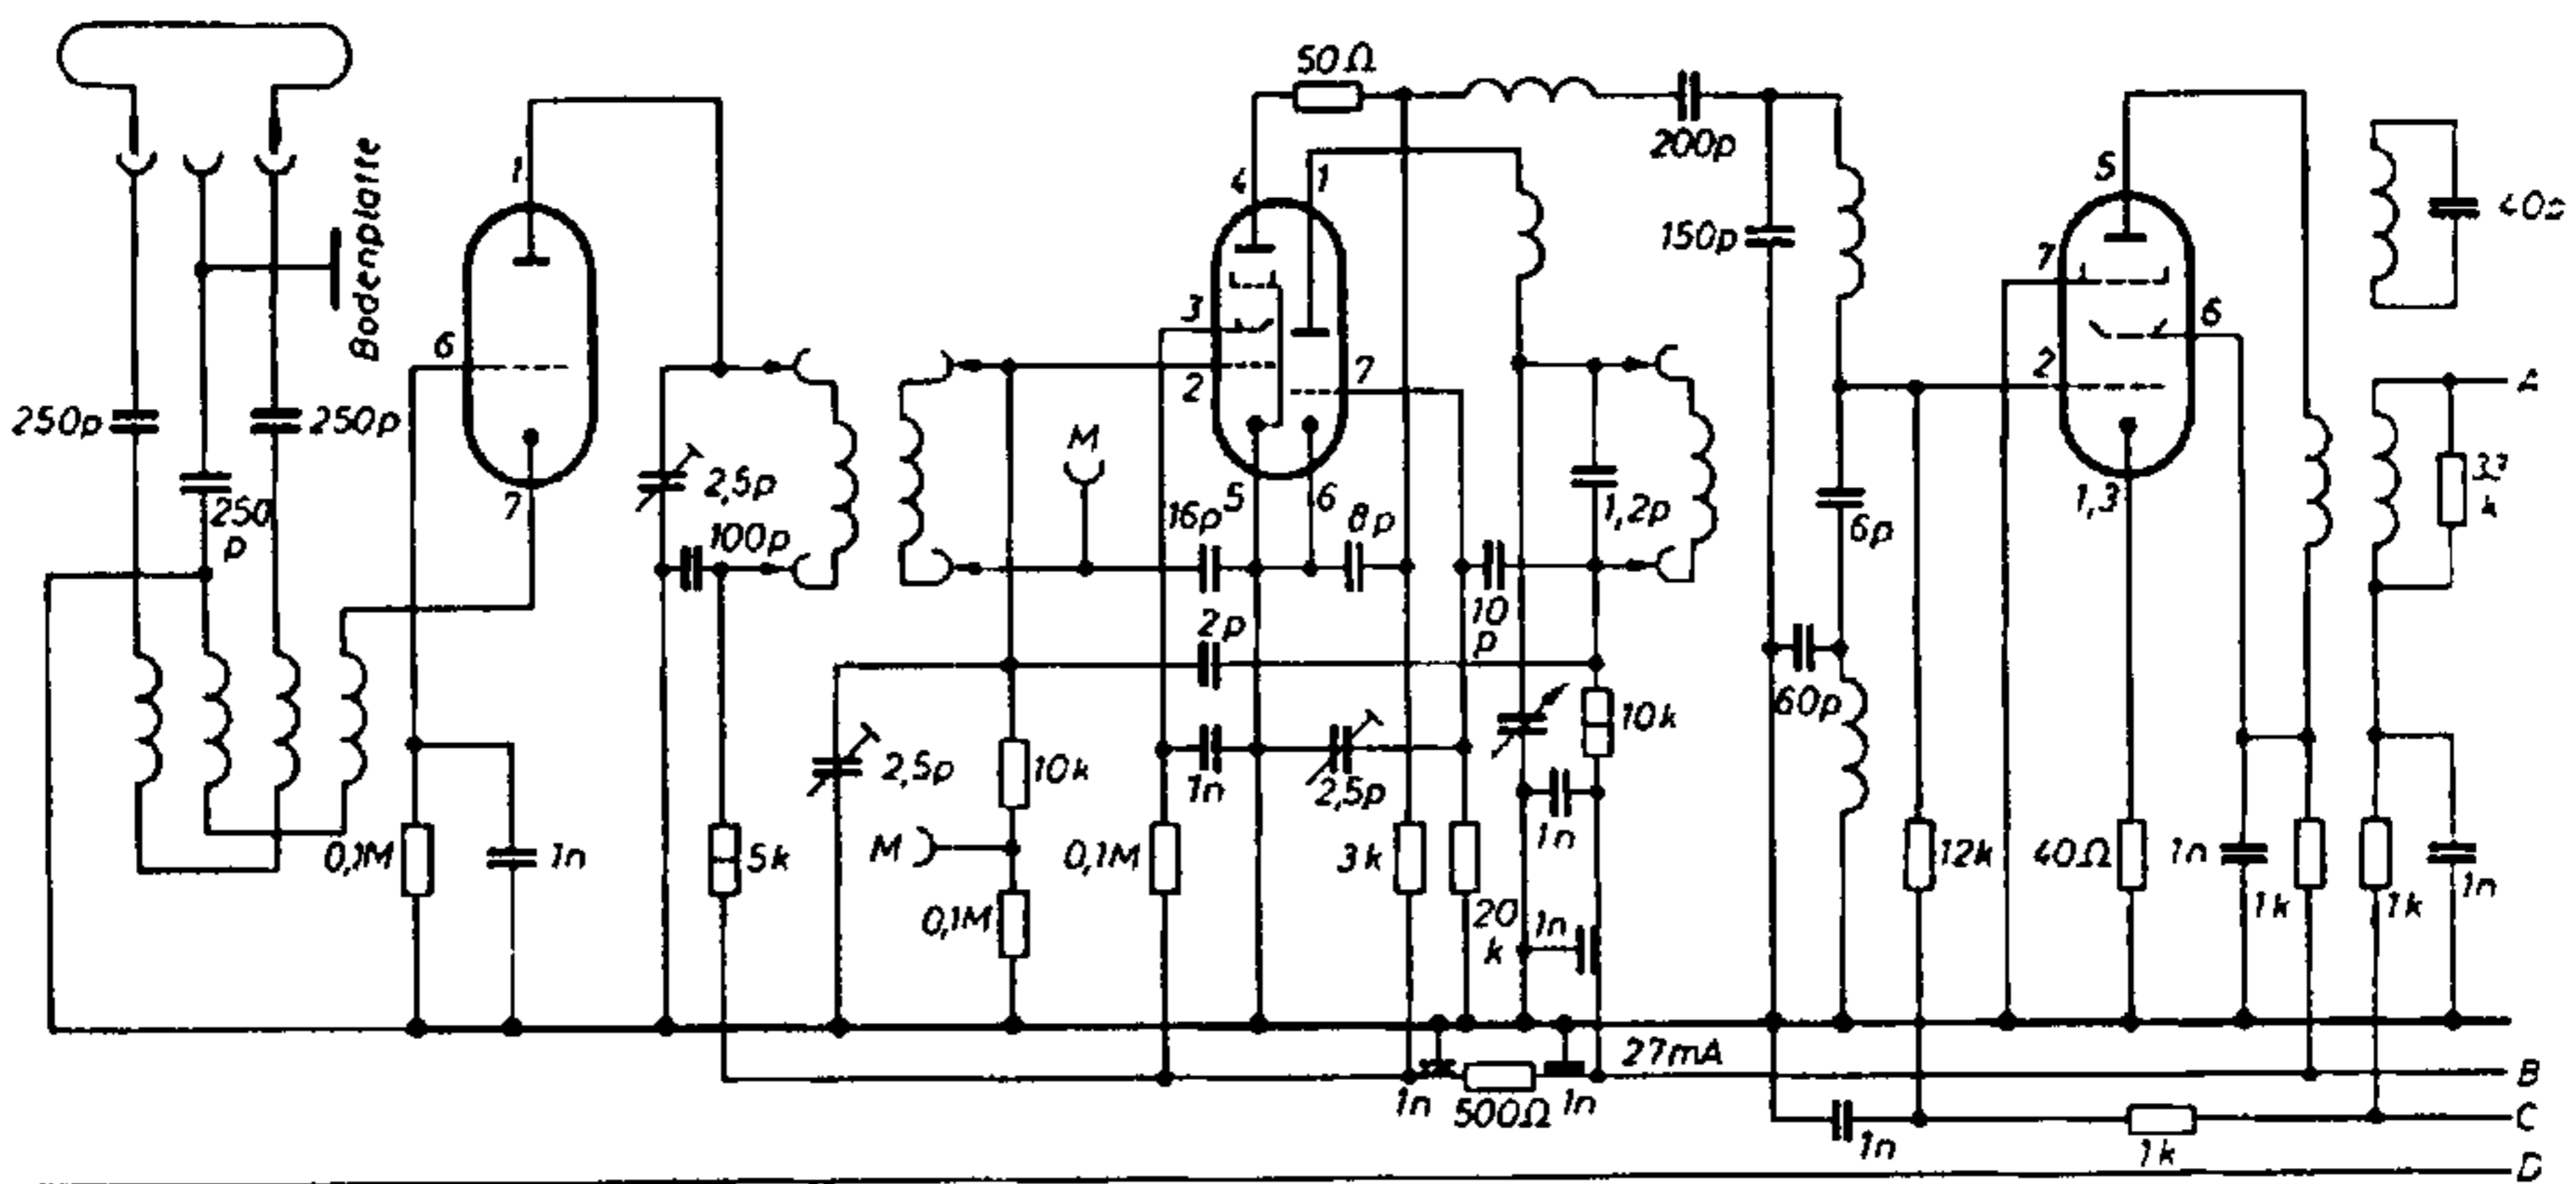 50Ω
200p
Bodenplatte
1
4
1
5
40p
150p
7
3
6
6
7
2
2
A
250p
250p
M
33
k
2,5p
7
250
p
16p
5
6
8p
1,2p
1,3
6p
100p
10
p
2p
60p
10k
2,5p
10k
1n
2,5p
0,1M
1n
5k
M
0,1M
3k
1n
12k
40Ω
1n
1k
1k
1n
0,1M
20
k
1n
27mA
B
1n
500Ω
1n
C
1n
1k
D